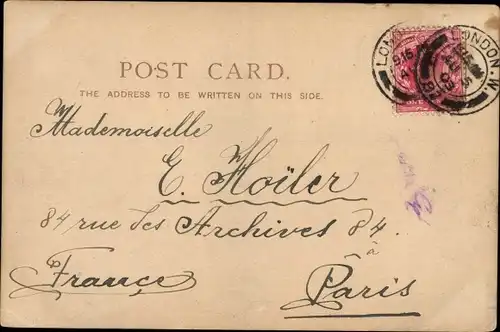 POST CARD.
THE ADDRESS TO BE WRITTEN ON THIS SIDE.
LONDON. W.
Mademoiselle
E. Hoïler
84 rue des Archives 84.
à
France Paris